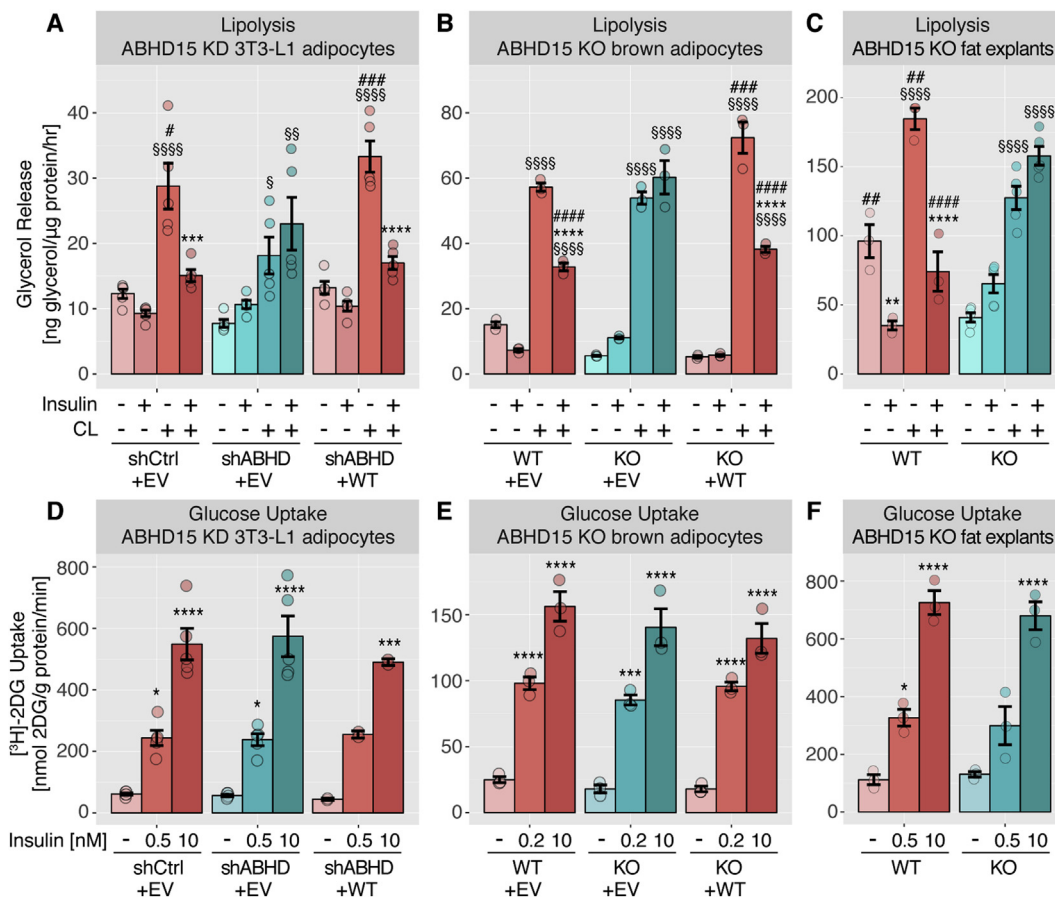 A
Lipolysis
ABHD15 KD 3T3-L1 adipocytes
Glycerol Release
[ng glycerol/µg protein/hr]
40
30
20
10
0
#
§§§§
***
§
§§
###
§§§§
****
Insulin - + - + - + - + - + - +
CL - - + + - - + + - - + +
shCtrl +EV
shABHD +EV
shABHD +WT
B
Lipolysis
ABHD15 KO brown adipocytes
80
60
40
20
0
§§§§
####
****
§§§§
§§§§
§§§§
###
§§§§
####
****
§§§§
- + - + - + - + - + - +
- - + + - - + + - - + +
WT +EV
KO +EV
KO +WT
C
Lipolysis
ABHD15 KO fat explants
200
150
100
50
0
##
**
##
§§§§
####
****
§§§§
§§§§
- + - + - + - +
- - + + - - + +
WT
KO
D
Glucose Uptake
ABHD15 KD 3T3-L1 adipocytes
[³H]-2DG Uptake
[nmol 2DG/g protein/min]
800
600
400
200
0
*
****
*
****
***
Insulin [nM] - 0.5 10 - 0.5 10 - 0.5 10
shCtrl +EV
shABHD +EV
shABHD +WT
E
Glucose Uptake
ABHD15 KO brown adipocytes
150
100
50
0
****
****
***
****
****
****
- 0.2 10 - 0.2 10 - 0.2 10
WT +EV
KO +EV
KO +WT
F
Glucose Uptake
ABHD15 KO fat explants
800
600
400
200
0
*
****
****
- 0.5 10 - 0.5 10
WT
KO